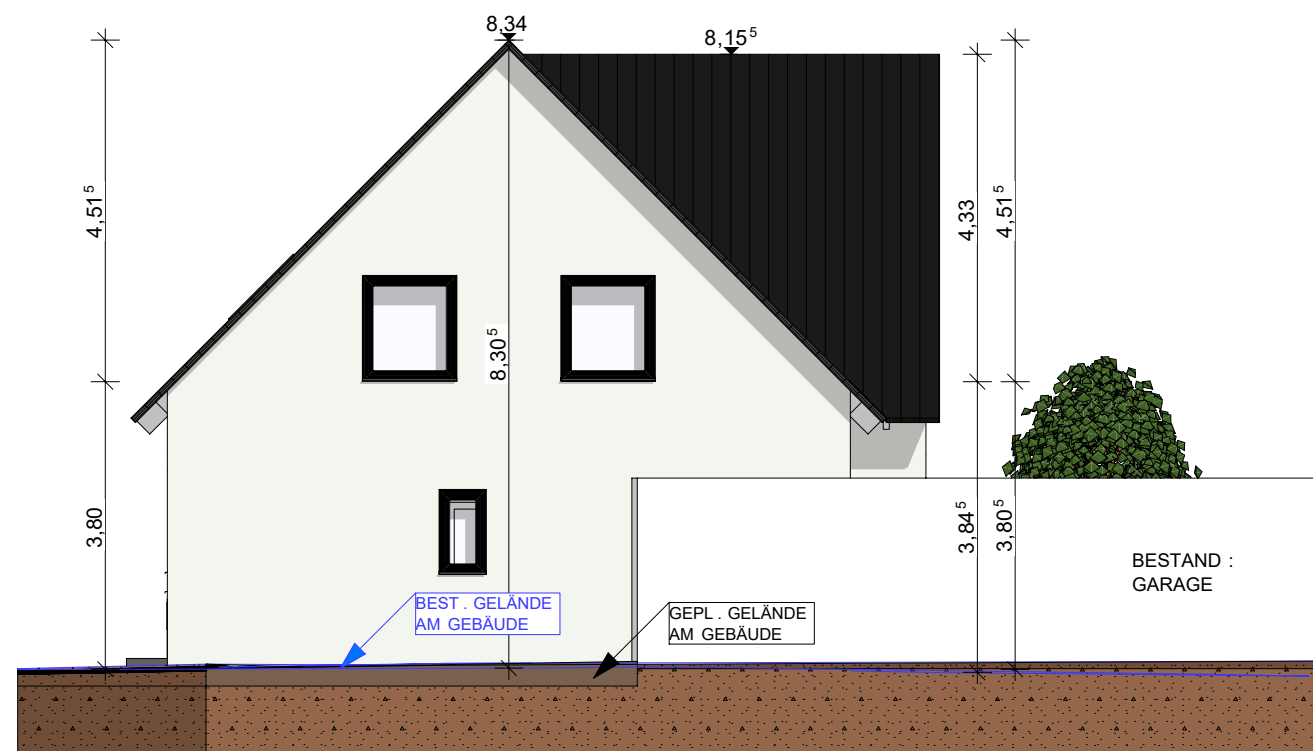 8,34
8,15⁵
4,51⁵
4,33
4,51⁵
8,30⁵
3,80
3,84⁵
3,80⁵
BESTAND :
GARAGE
BEST . GELÄNDE
AM GEBÄUDE
GEPL . GELÄNDE
AM GEBÄUDE